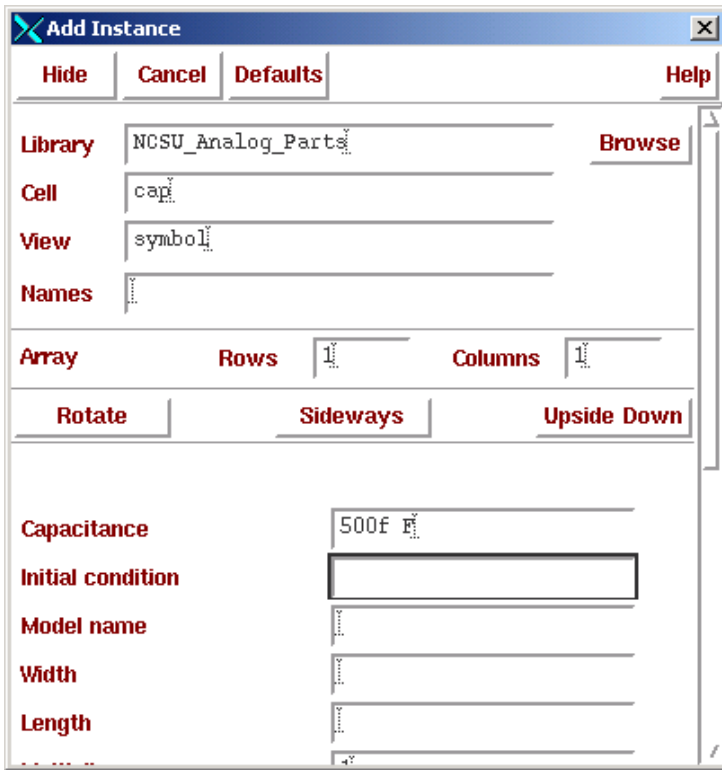 Add Instance
Hide Cancel Defaults Help
Library NCSU_Analog_Parts Browse
Cell cap
View symbol
Names
Array Rows 1 Columns 1
Rotate Sideways Upside Down
Capacitance 500f F
Initial condition
Model name
Width
Length
1